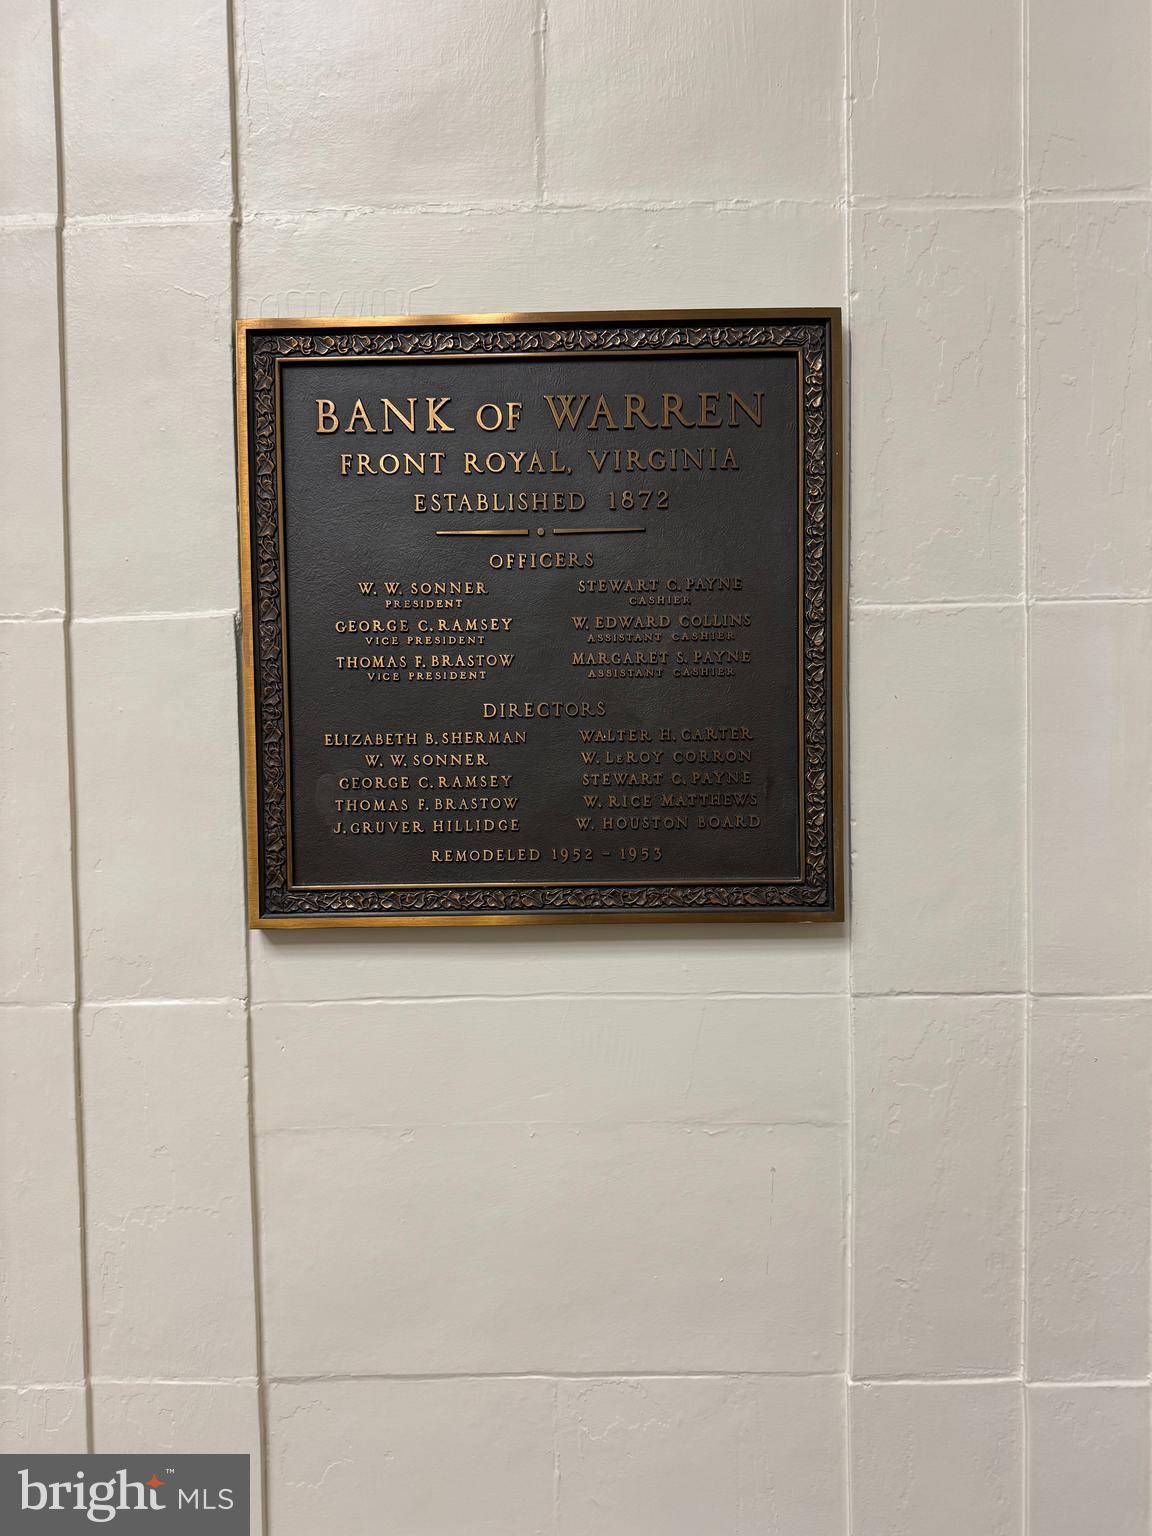 BANK OF WARREN
FRONT ROYAL, VIRGINIA
ESTABLISHED 1872
OFFICERS
W. W. SONNER
PRESIDENT
GEORGE C. RAMSEY
VICE PRESIDENT
THOMAS F. BRASTOW
VICE PRESIDENT
STEWART C. PAYNE
CASHIER
W. EDWARD COLLINS
ASSISTANT CASHIER
MARGARET S. PAYNE
ASSISTANT CASHIER
DIRECTORS
ELIZABETH B. SHERMAN
W. W. SONNER
GEORGE C. RAMSEY
THOMAS F. BRASTOW
J. GRUVER HILLIDGE
WALTER H. CARTER
W. LEROY CORRON
STEWART C. PAYNE
W. RICE MATTHEWS
W. HOUSTON BOARD
REMODELED 1952 - 1953
bright™ MLS